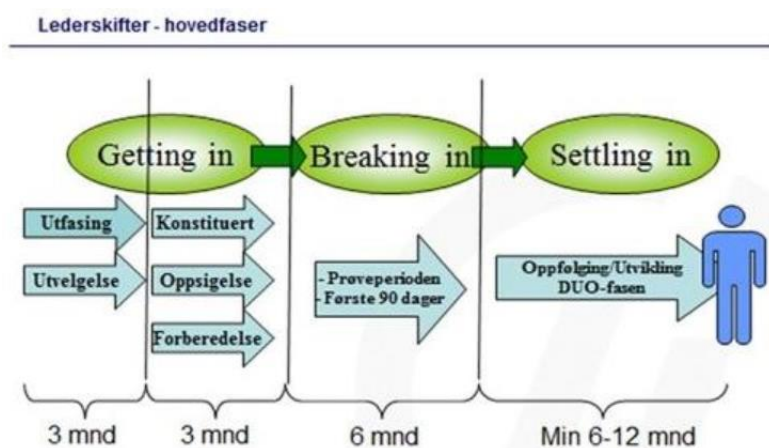 Lederskifter - hovedfaser
Getting in
Breaking in
Settling in
Utfasing
Utvelgelse
Konstituert
Oppsigelse
Forberedelse
- Prøveperioden
- Første 90 dager
Oppfølging/Utvikling
DUO-fasen
3 mnd
3 mnd
6 mnd
Min 6-12 mnd